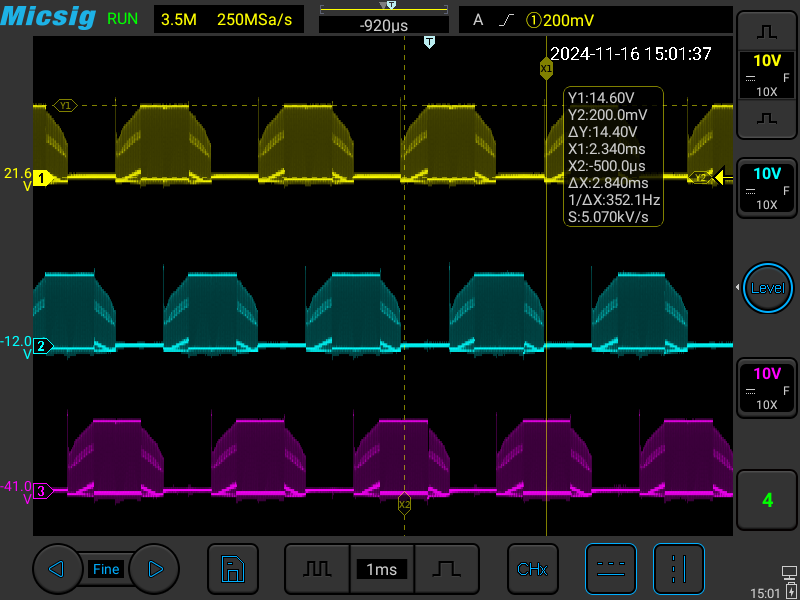 Micsig RUN 3.5M 250MSa/s T -920µs A ①200mV
T
2024-11-16 15:01:37
X1
10V
F
10X
Y1
Y1:14.60V
Y2:200.0mV
ΔY:14.40V
X1:2.340ms
X2:-500.0µs
ΔX:2.840ms
1/ΔX:352.1Hz
S:5.070kV/s
21.6
V
1
Y2
10V
F
10X
Level
-12.0
V
2
10V
F
10X
-41.0
V
3
X2
4
Fine
1ms
CHx
15:01